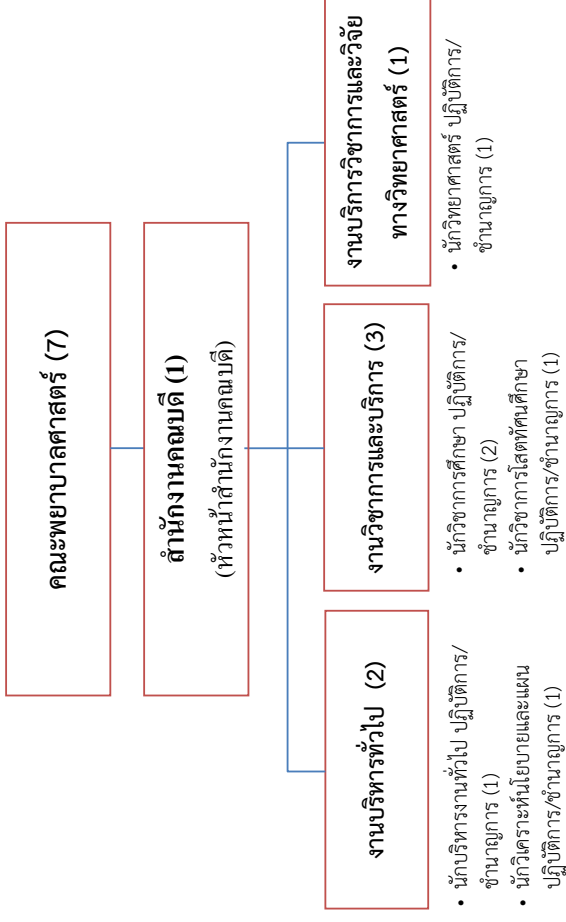 คณะพยาบาลศาสตร์ (7)
สำนักงานคณบดี (1)
(หัวหน้าสำนักงานคณบดี)
งานบริหารทั่วไป (2)
• นักบริหารงานทั่วไป ปฏิบัติการ/
ชำนาญการ (1)
• นักวิเคราะห์นโยบายและแผน
ปฏิบัติการ/ชำนาญการ (1)
งานวิชาการและบริการ (3)
• นักวิชาการศึกษา ปฏิบัติการ/
ชำนาญการ (2)
• นักวิชาการโสตทัศนศึกษา
ปฏิบัติการ/ชำนาญการ (1)
งานบริการวิชาการและวิจัย
ทางวิทยาศาสตร์ (1)
• นักวิทยาศาสตร์ ปฏิบัติการ/
ชำนาญการ (1)